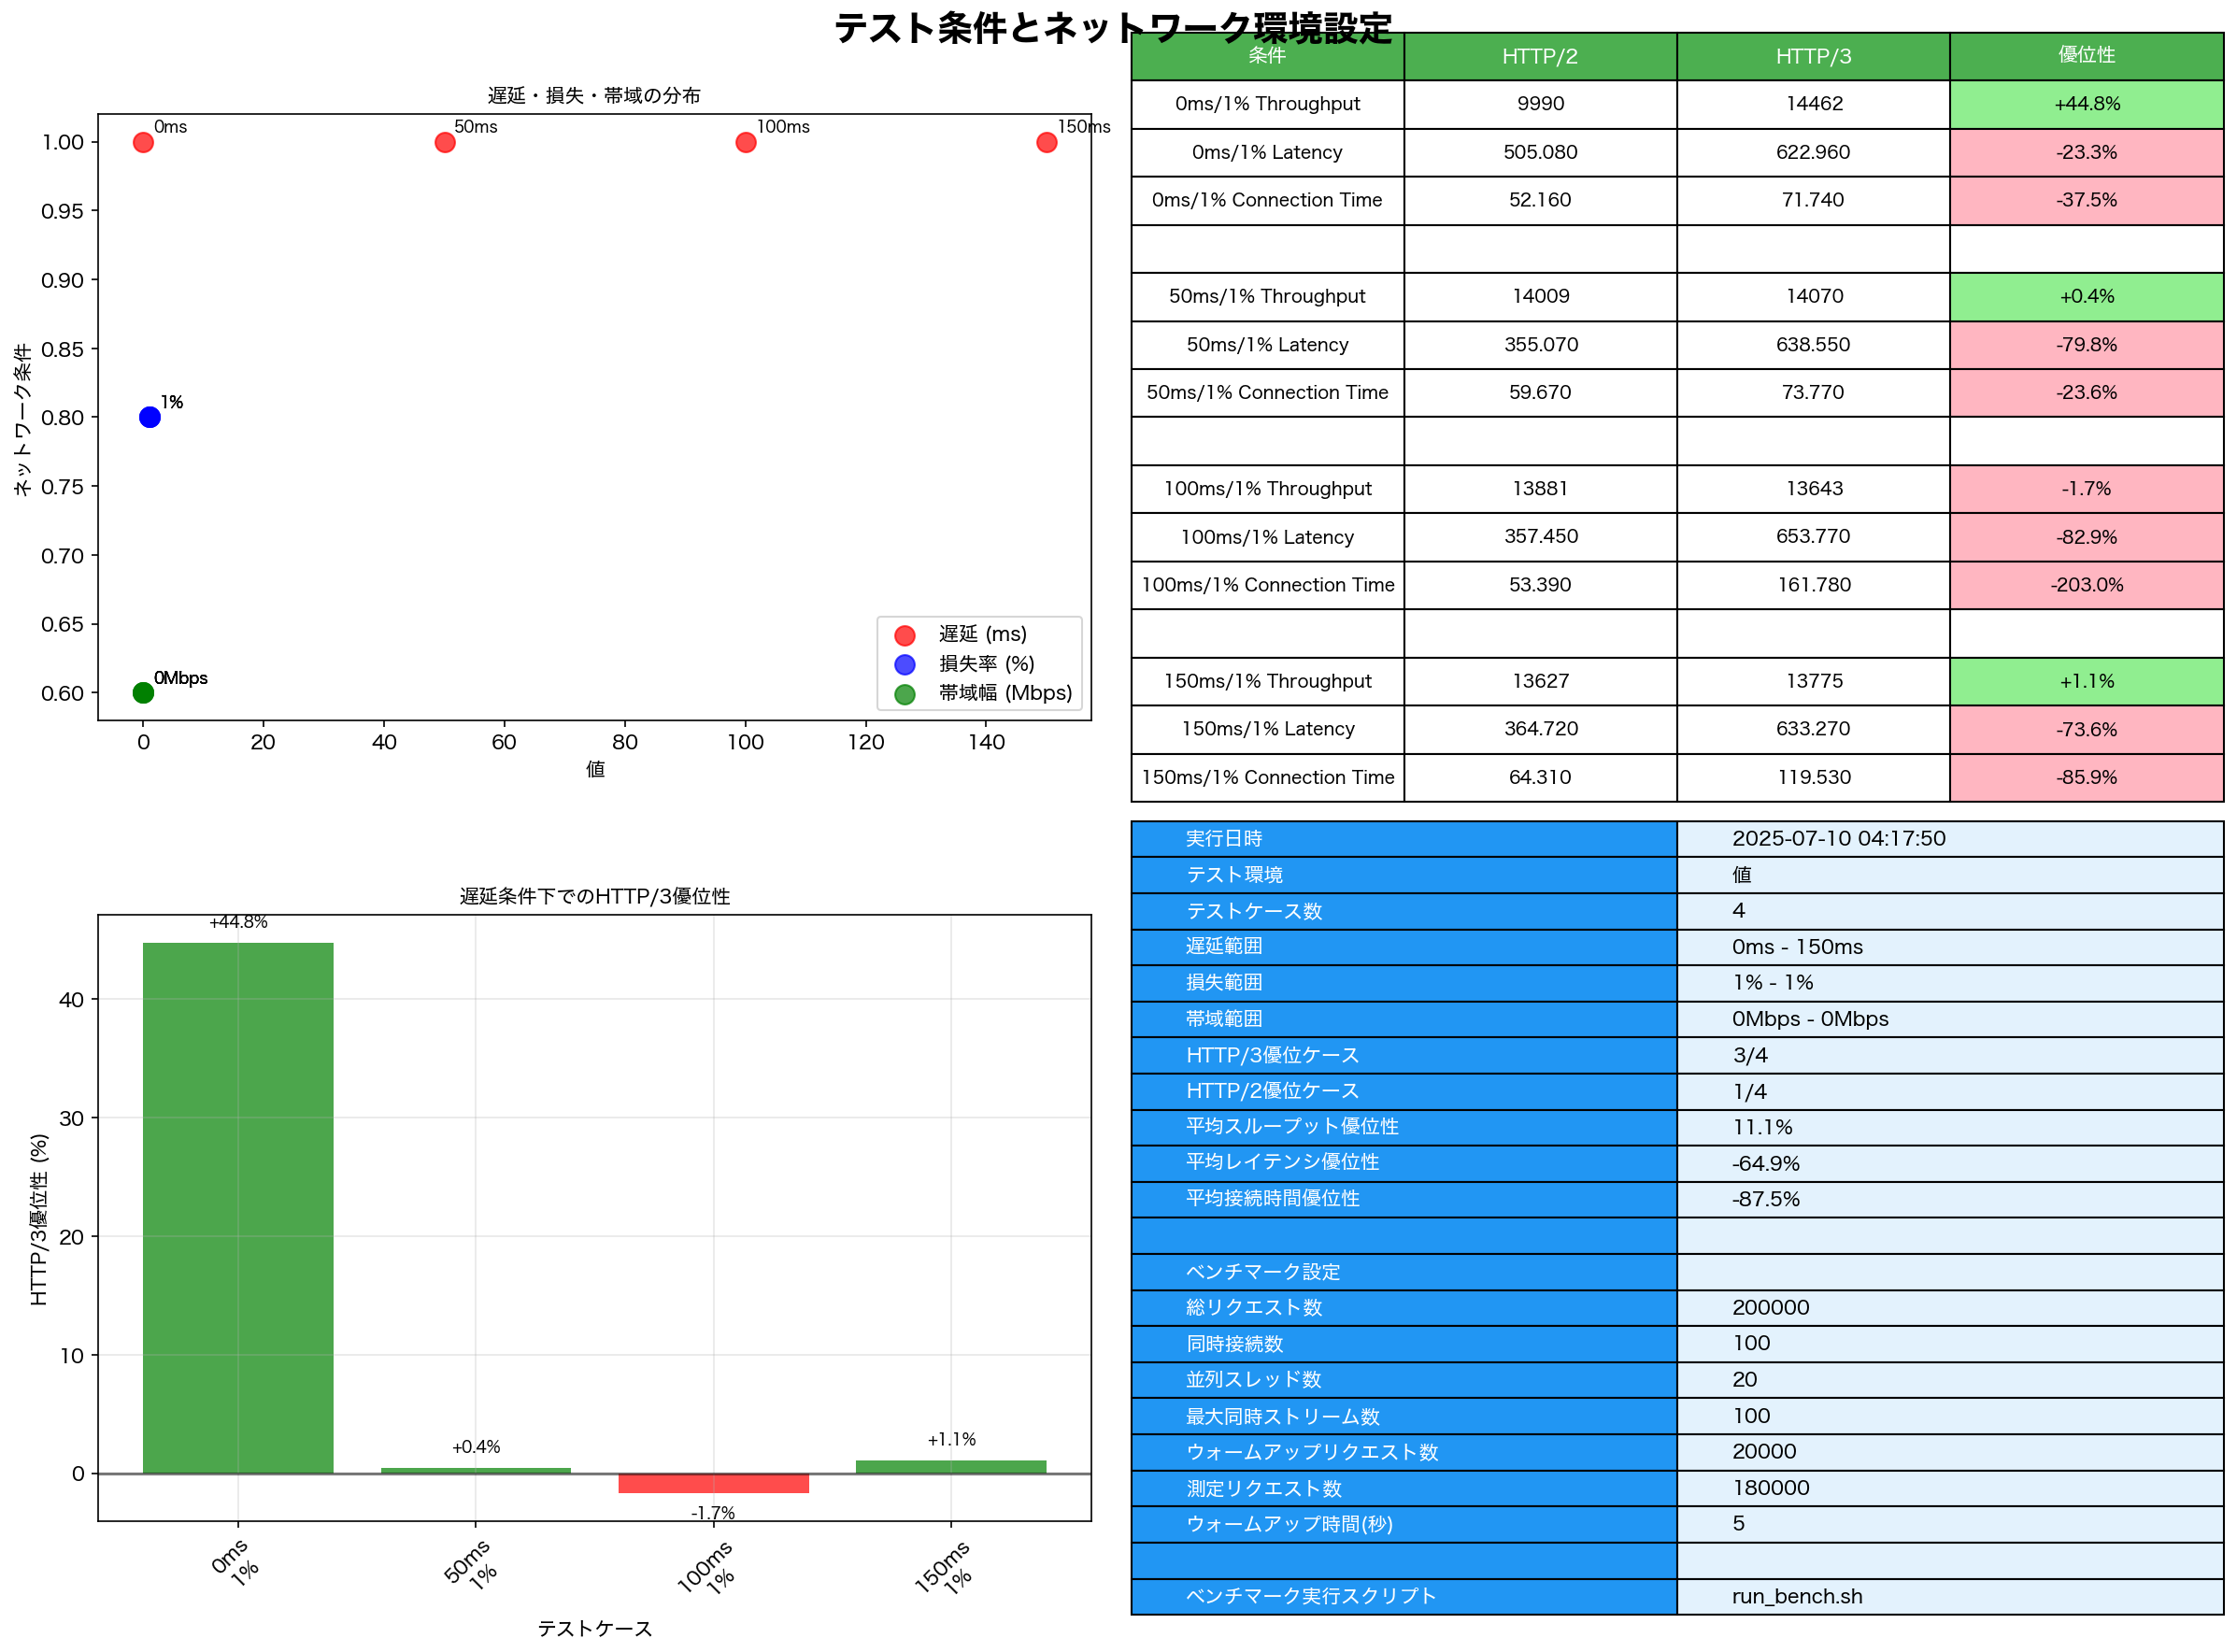 テスト条件とネットワーク環境設定
遅延・損失・帯域の分布
0ms 50ms 100ms 150ms
1.00
0.95
0.90
0.85
1%
0.80
0.75
0.70
0.65
0Mbps
0.60
ネットワーク条件
遅延 (ms)
損失率 (%)
帯域幅 (Mbps)
0 20 40 60 80 100 120 140
値
条件 HTTP/2 HTTP/3 優位性
0ms/1% Throughput 9990 14462 +44.8%
0ms/1% Latency 505.080 622.960 -23.3%
0ms/1% Connection Time 52.160 71.740 -37.5%
50ms/1% Throughput 14009 14070 +0.4%
50ms/1% Latency 355.070 638.550 -79.8%
50ms/1% Connection Time 59.670 73.770 -23.6%
100ms/1% Throughput 13881 13643 -1.7%
100ms/1% Latency 357.450 653.770 -82.9%
100ms/1% Connection Time 53.390 161.780 -203.0%
150ms/1% Throughput 13627 13775 +1.1%
150ms/1% Latency 364.720 633.270 -73.6%
150ms/1% Connection Time 64.310 119.530 -85.9%
遅延条件下でのHTTP/3優位性
+44.8%
40
30
20
10
+0.4%
+1.1%
0
-1.7%
HTTP/3優位性 (%)
0ms
1%
50ms
1%
100ms
1%
150ms
1%
テストケース
実行日時 2025-07-10 04:17:50
テスト環境 値
テストケース数 4
遅延範囲 0ms - 150ms
損失範囲 1% - 1%
帯域範囲 0Mbps - 0Mbps
HTTP/3優位ケース 3/4
HTTP/2優位ケース 1/4
平均スループット優位性 11.1%
平均レイテンシ優位性 -64.9%
平均接続時間優位性 -87.5%
ベンチマーク設定
総リクエスト数 200000
同時接続数 100
並列スレッド数 20
最大同時ストリーム数 100
ウォームアップリクエスト数 20000
測定リクエスト数 180000
ウォームアップ時間(秒) 5
ベンチマーク実行スクリプト run_bench.sh